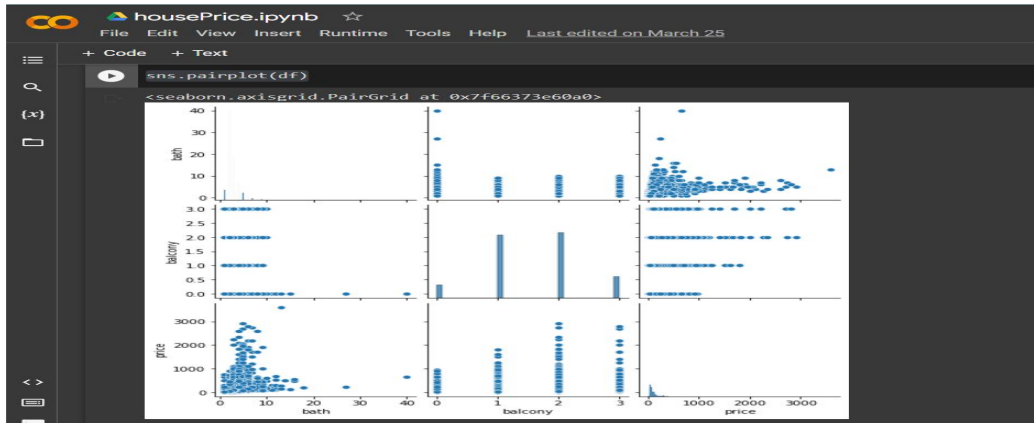 housePrice.ipynb
File Edit View Insert Runtime Tools Help Last edited on March 25
+ Code + Text
sns.pairplot(df)
<seaborn.axisgrid.PairGrid at 0x7f66373e60a0>
{x}
40
30
20
10
0
bath
3.0
2.5
2.0
1.5
1.0
0.5
0.0
balcony
3000
2000
1000
0
price
0 10 20 30 40 0 1 2 3 0 1000 2000 3000
bath balcony price
<>